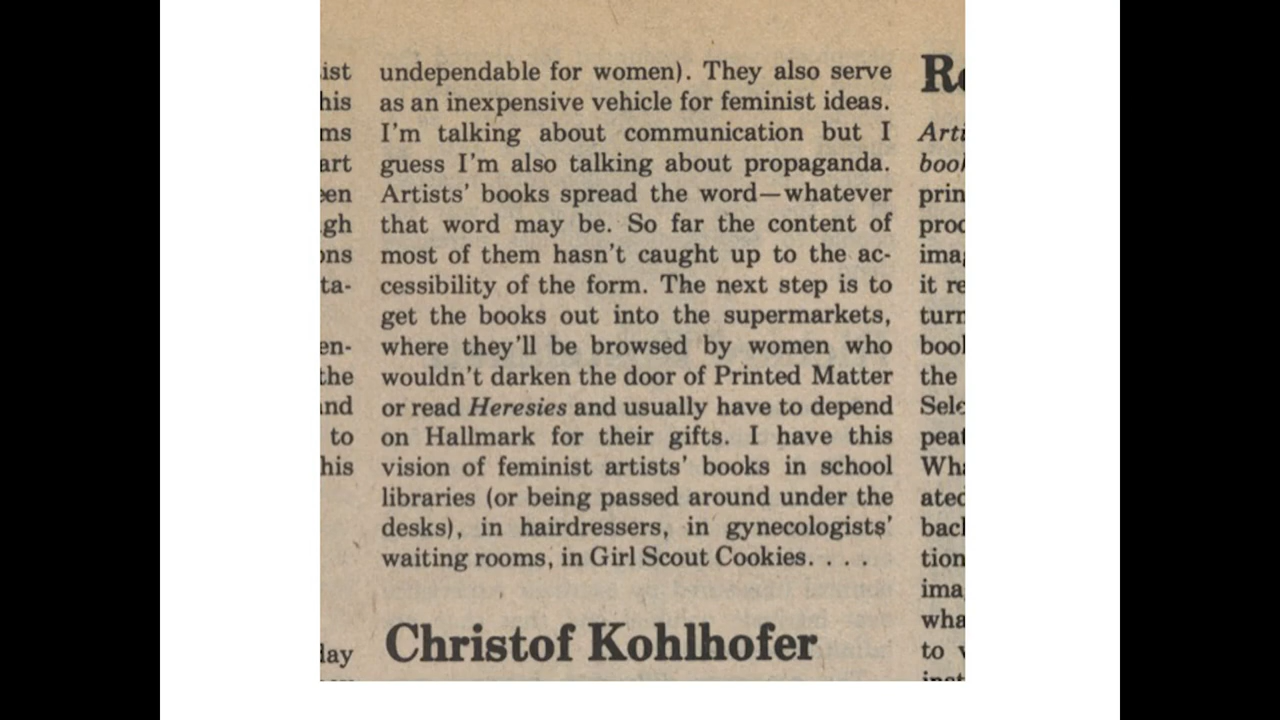 undependable for women). They also serve
as an inexpensive vehicle for feminist ideas.
I'm talking about communication but I
guess I'm also talking about propaganda.
Artists' books spread the word—whatever
that word may be. So far the content of
most of them hasn't caught up to the ac-
cessibility of the form. The next step is to
get the books out into the supermarkets,
where they'll be browsed by women who
wouldn't darken the door of Printed Matter
or read Heresies and usually have to depend
on Hallmark for their gifts. I have this
vision of feminist artists' books in school
libraries (or being passed around under the
desks), in hairdressers, in gynecologists'
waiting rooms, in Girl Scout Cookies. . . .
Christof Kohlhofer